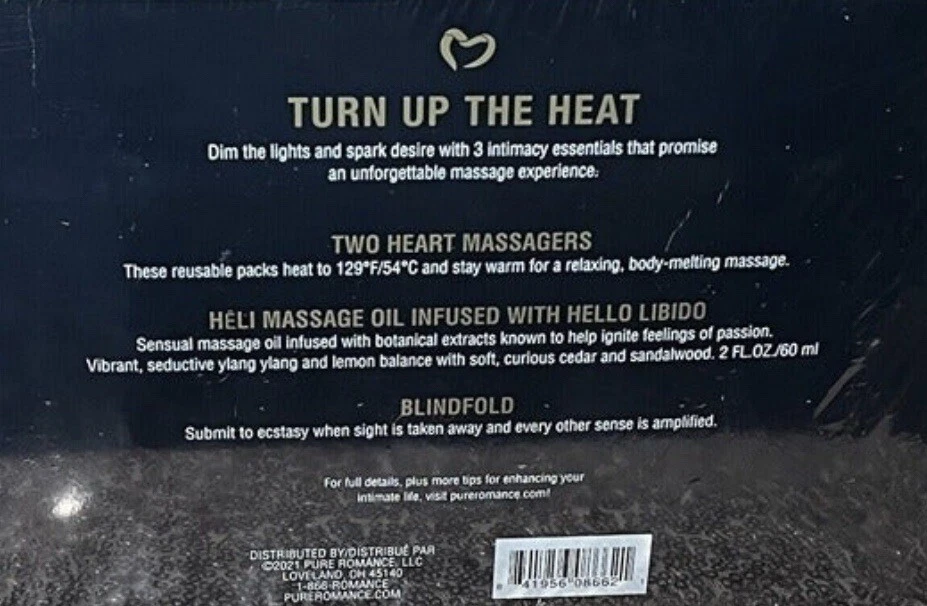 TURN UP THE HEAT
Dim the lights and spark desire with 3 intimacy essentials that promise
an unforgettable massage experience.
TWO HEART MASSAGERS
These reusable packs heat to 129°F/54°C and stay warm for a relaxing, body-melting massage.
HĒLI MASSAGE OIL INFUSED WITH HELLO LIBIDO
Sensual massage oil infused with botanical extracts known to help ignite feelings of passion.
Vibrant, seductive ylang ylang and lemon balance with soft, curious cedar and sandalwood. 2 FL.OZ./60 ml
BLINDFOLD
Submit to ecstasy when sight is taken away and every other sense is amplified.
For full details, plus more tips for enhancing your
intimate life, visit pureromance.com!
DISTRIBUTED BY/DISTRIBUÉ PAR
©2021 PURE ROMANCE, LLC
LOVELAND, OH 45140
1-866-ROMANCE
PUREROMANCE.COM
8 41956 08662 1